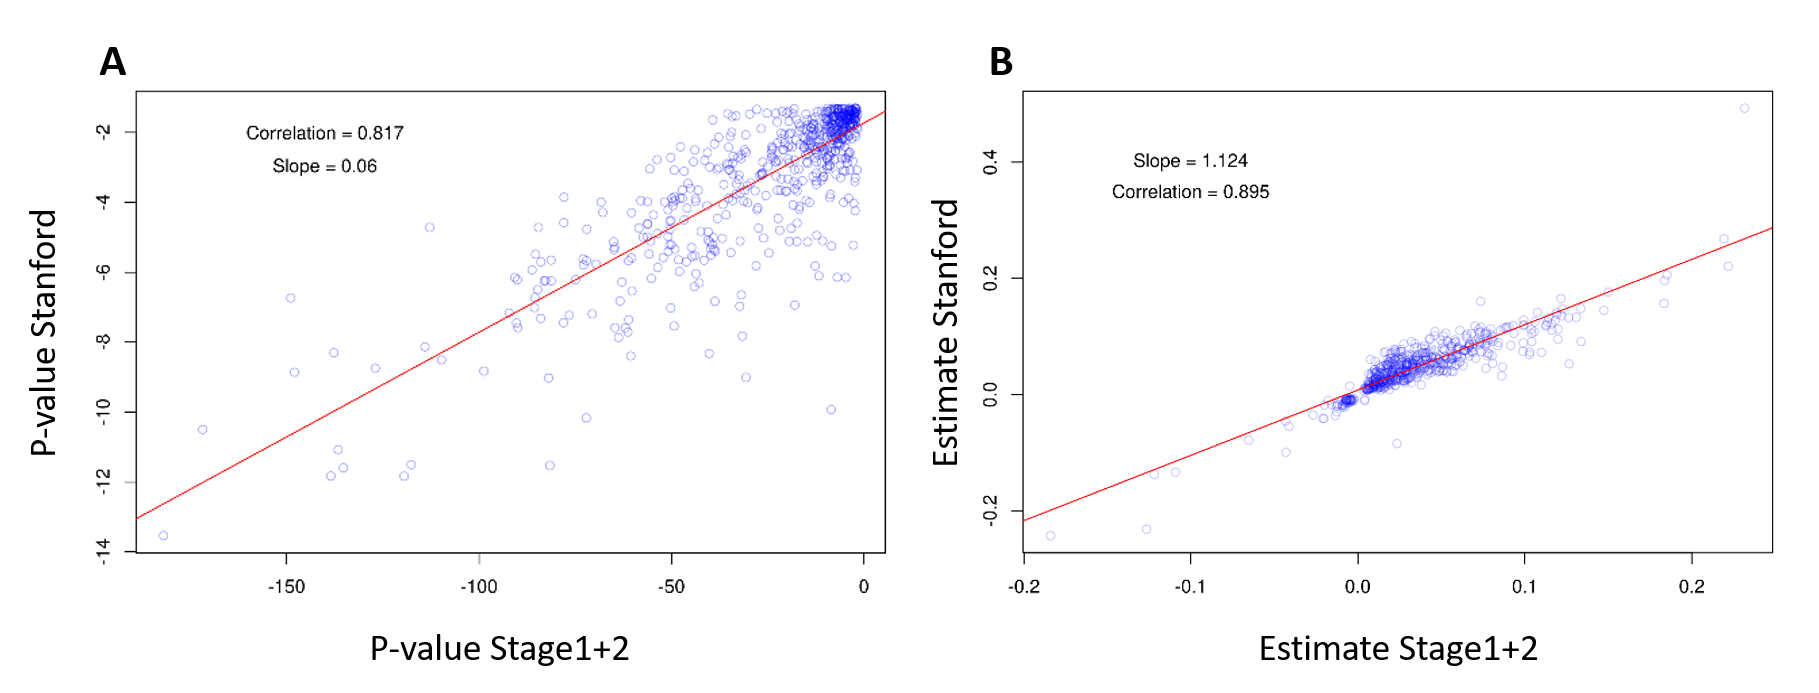 A
B
Correlation = 0.817
Slope = 0.06
Slope = 1.124
Correlation = 0.895
P-value Stanford
-2
4
-6
-8
-10
-12
-14
-150
-100
-50
0
P-value Stage1+2
Estimate Stanford
0.4
0.2
0.0
-0.2
-0.2
-0.1
0.0
0.1
0.2
Estimate Stage1+2